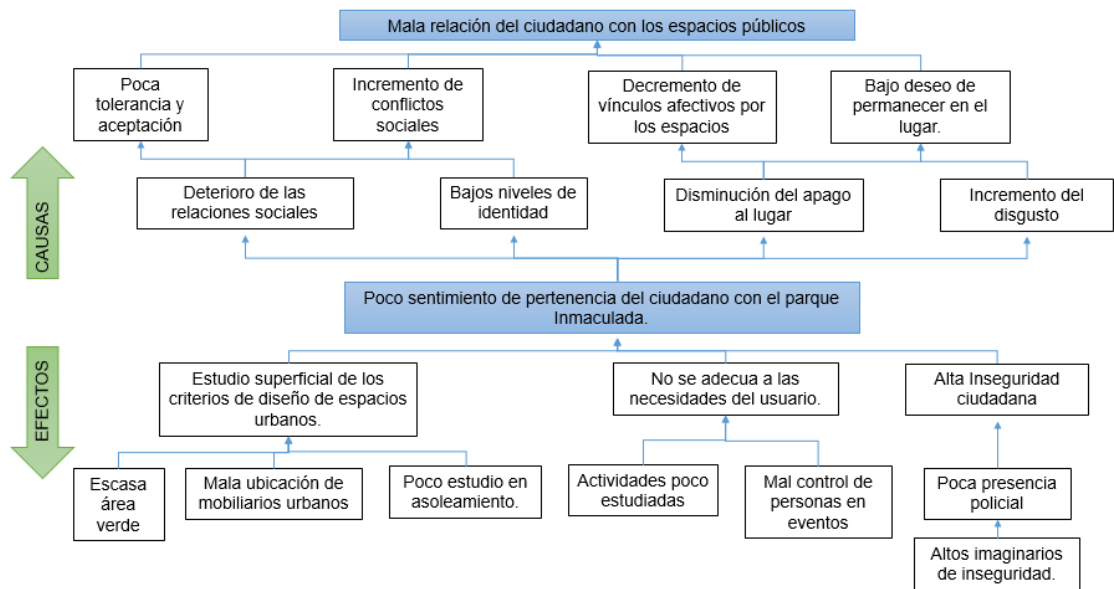 Mala relación del ciudadano con los espacios públicos
Poca
tolerancia y
aceptación
Incremento de
conflictos
sociales
Decremento de
vínculos afectivos por
los espacios
Bajo deseo de
permanecer en el
lugar.
CAUSAS
Deterioro de las
relaciones sociales
Bajos niveles de
identidad
Disminución del apago
al lugar
Incremento del
disgusto
Poco sentimiento de pertenencia del ciudadano con el parque
Inmaculada.
EFECTOS
Estudio superficial de los
criterios de diseño de espacios
urbanos.
No se adecua a las
necesidades del usuario.
Alta Inseguridad
ciudadana
Escasa
área
verde
Mala ubicación de
mobiliarios urbanos
Poco estudio en
asoleamiento.
Actividades poco
estudiadas
Mal control de
personas en
eventos
Poca presencia
policial
Altos imaginarios
de inseguridad.